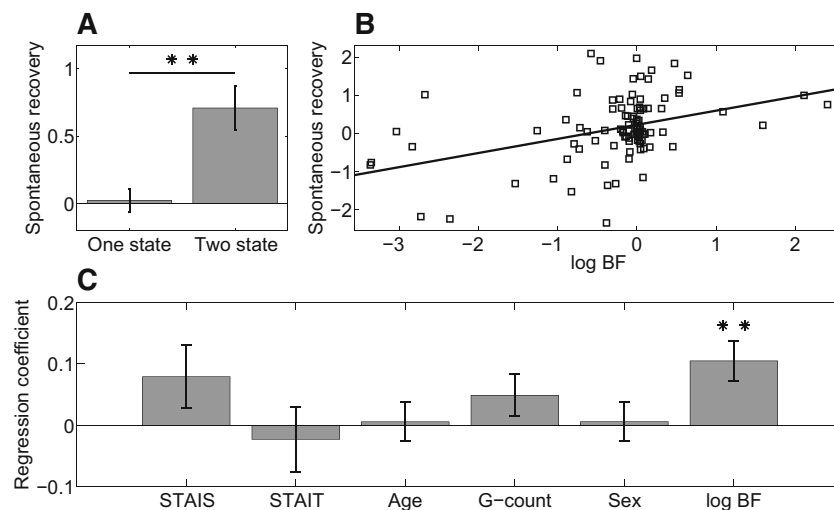 A
Spontaneous recovery
1
0.5
0
* *
One state Two state
B
Spontaneous recovery
2
1
0
−1
−2
−3 −2 −1 0 1 2
log BF
C
Regression coefficient
0.2
0.1
0
−0.1
* *
STAIS STAIT Age G−count Sex log BF